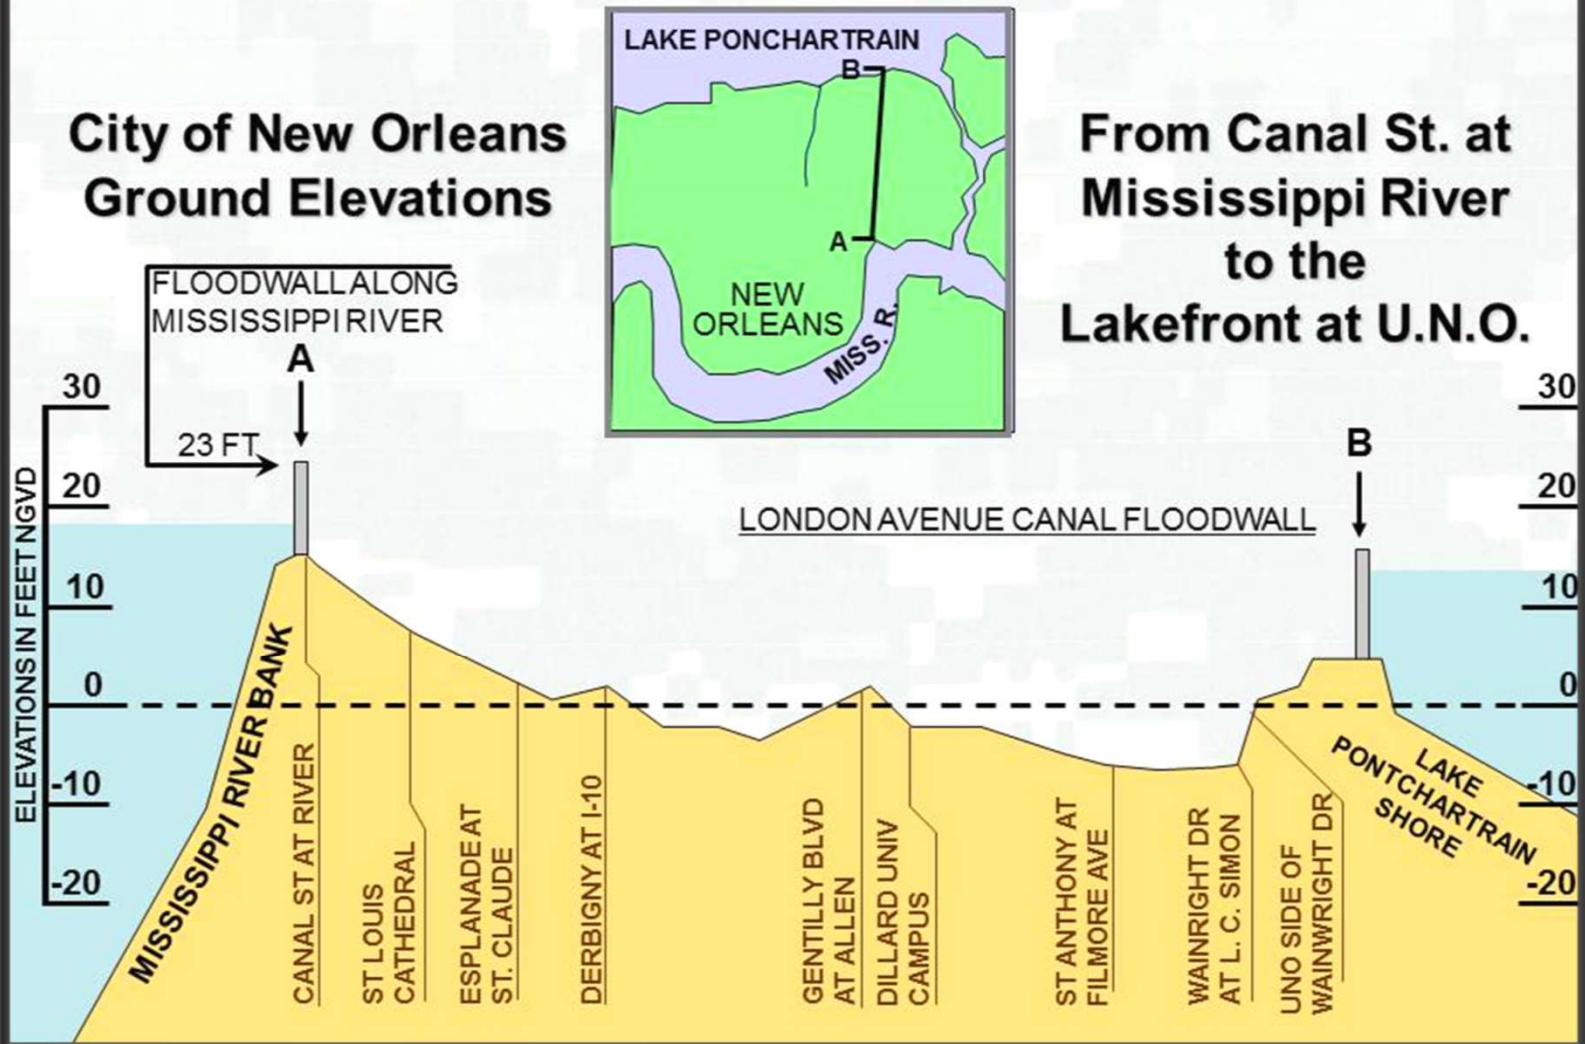 City of New Orleans
Ground Elevations
LAKE PONCHARTRAIN
B
A
NEW
ORLEANS
MISS. R.
From Canal St. at
Mississippi River
to the
Lakefront at U.N.O.
FLOODWALL ALONG
MISSISSIPPI RIVER
A
23 FT
B
LONDON AVENUE CANAL FLOODWALL
ELEVATIONS IN FEET NGVD
30
20
10
0
-10
-20
30
20
10
0
-10
-20
MISSISSIPPI RIVER BANK
CANAL ST AT RIVER
ST LOUIS
CATHEDRAL
ESPLANADE AT
ST. CLAUDE
DERBIGNY AT I-10
GENTILLY BLVD
AT ALLEN
DILLARD UNIV
CAMPUS
ST ANTHONY AT
FILMORE AVE
WAINRIGHT DR
AT L. C. SIMON
UNO SIDE OF
WAINWRIGHT DR
LAKE
PONTCHARTRAIN
SHORE